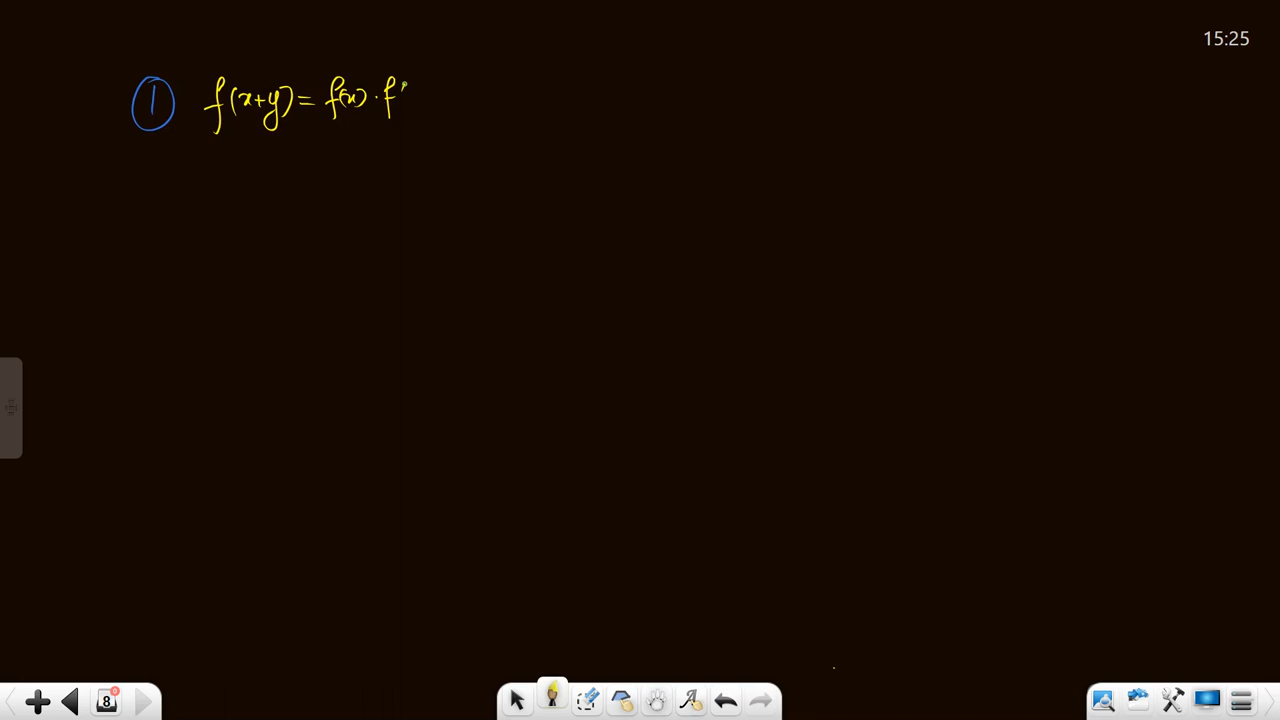 15:25
① f(x+y) = f(x) · f
8